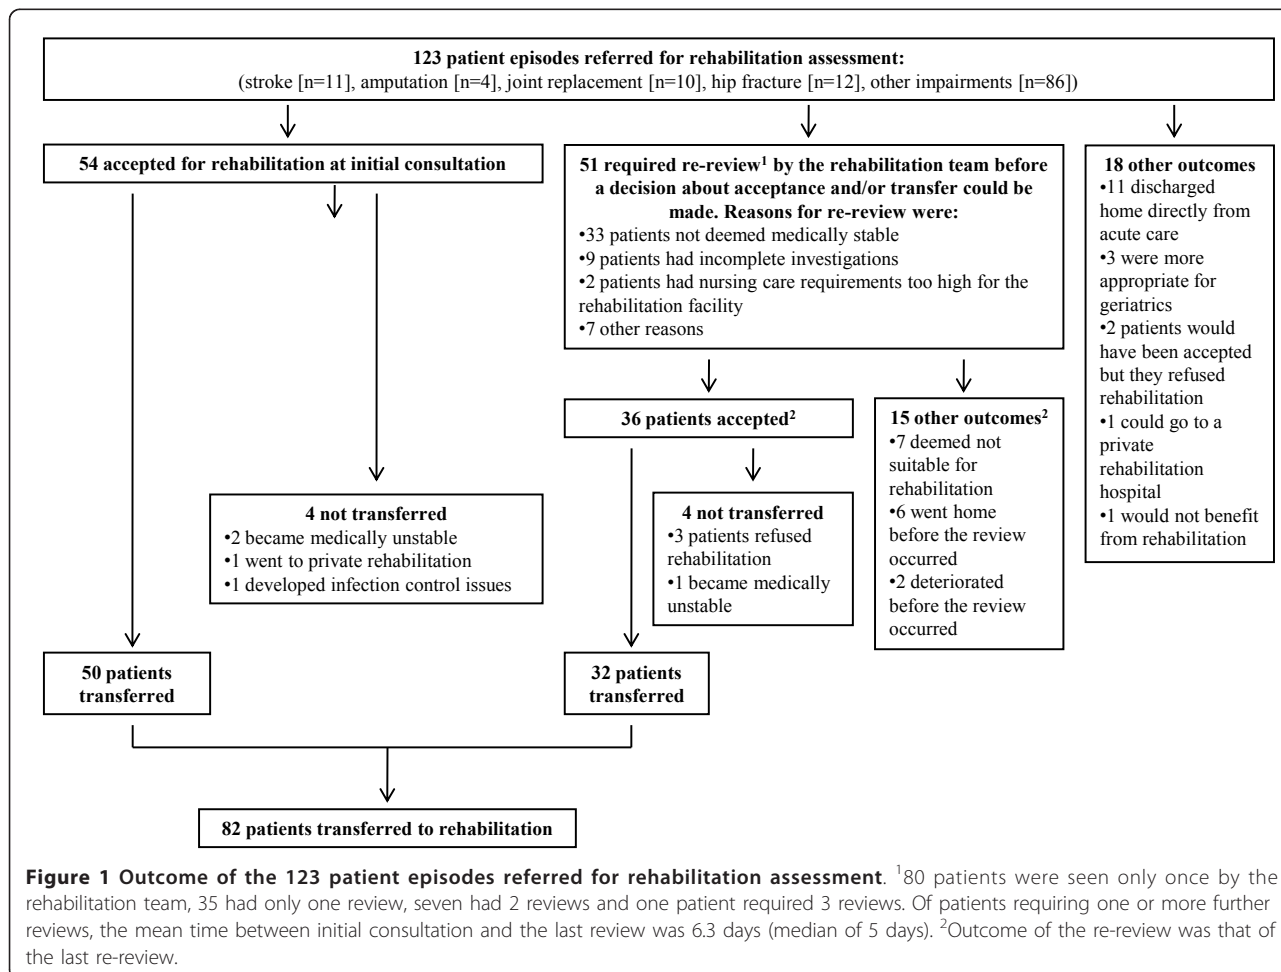 123 patient episodes referred for rehabilitation assessment:
(stroke [n=11], amputation [n=4], joint replacement [n=10], hip fracture [n=12], other impairments [n=86])
54 accepted for rehabilitation at initial consultation
51 required re-review¹ by the rehabilitation team before
a decision about acceptance and/or transfer could be
made. Reasons for re-review were:
•33 patients not deemed medically stable
•9 patients had incomplete investigations
•2 patients had nursing care requirements too high for the
rehabilitation facility
•7 other reasons
18 other outcomes
•11 discharged
home directly from
acute care
•3 were more
appropriate for
geriatrics
•2 patients would
have been accepted
but they refused
rehabilitation
•1 could go to a
private
rehabilitation
hospital
•1 would not benefit
from rehabilitation
36 patients accepted²
15 other outcomes²
•7 deemed not
suitable for
rehabilitation
•6 went home
before the review
occurred
•2 deteriorated
before the review
occurred
4 not transferred
•2 became medically unstable
•1 went to private rehabilitation
•1 developed infection control issues
4 not transferred
•3 patients refused
rehabilitation
•1 became medically
unstable
50 patients
transferred
32 patients
transferred
82 patients transferred to rehabilitation
Figure 1 Outcome of the 123 patient episodes referred for rehabilitation assessment. ¹80 patients were seen only once by the
rehabilitation team, 35 had only one review, seven had 2 reviews and one patient required 3 reviews. Of patients requiring one or more further
reviews, the mean time between initial consultation and the last review was 6.3 days (median of 5 days). ²Outcome of the re-review was that of
the last re-review.